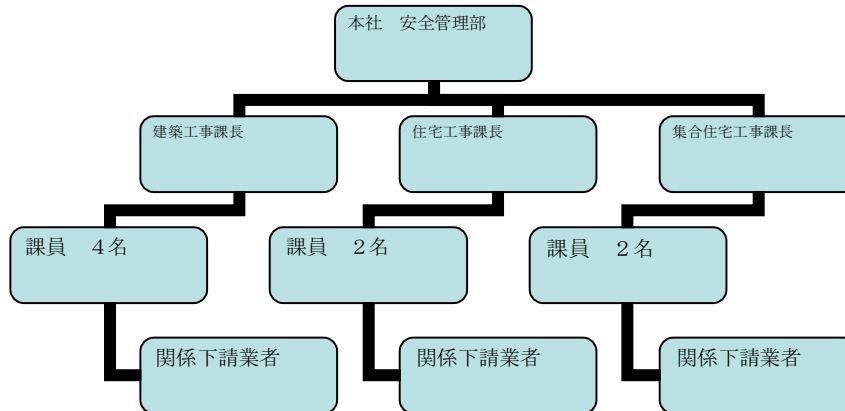 本社　安全管理部
建築工事課長
住宅工事課長
集合住宅工事課長
課員　４名
課員　２名
課員　２名
関係下請業者
関係下請業者
関係下請業者